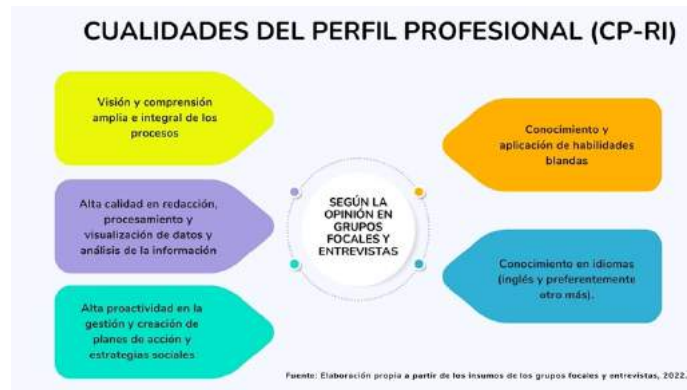 CUALIDADES DEL PERFIL PROFESIONAL (CP-RI)
Visión y comprensión
amplia e integral de los
procesos
Alta calidad en redacción,
procesamiento y
visualización de datos y
análisis de la información
Alta proactividad en la
gestión y creación de
planes de acción y
estrategias sociales
SEGÚN LA
OPINIÓN EN
GRUPOS
FOCALES Y
ENTREVISTAS
Conocimiento y
aplicación de habilidades
blandas
Conocimiento en idiomas
(inglés y preferentemente
otro más).
Fuente: Elaboración propia a partir de los insumos de los grupos focales y entrevistas, 2022.